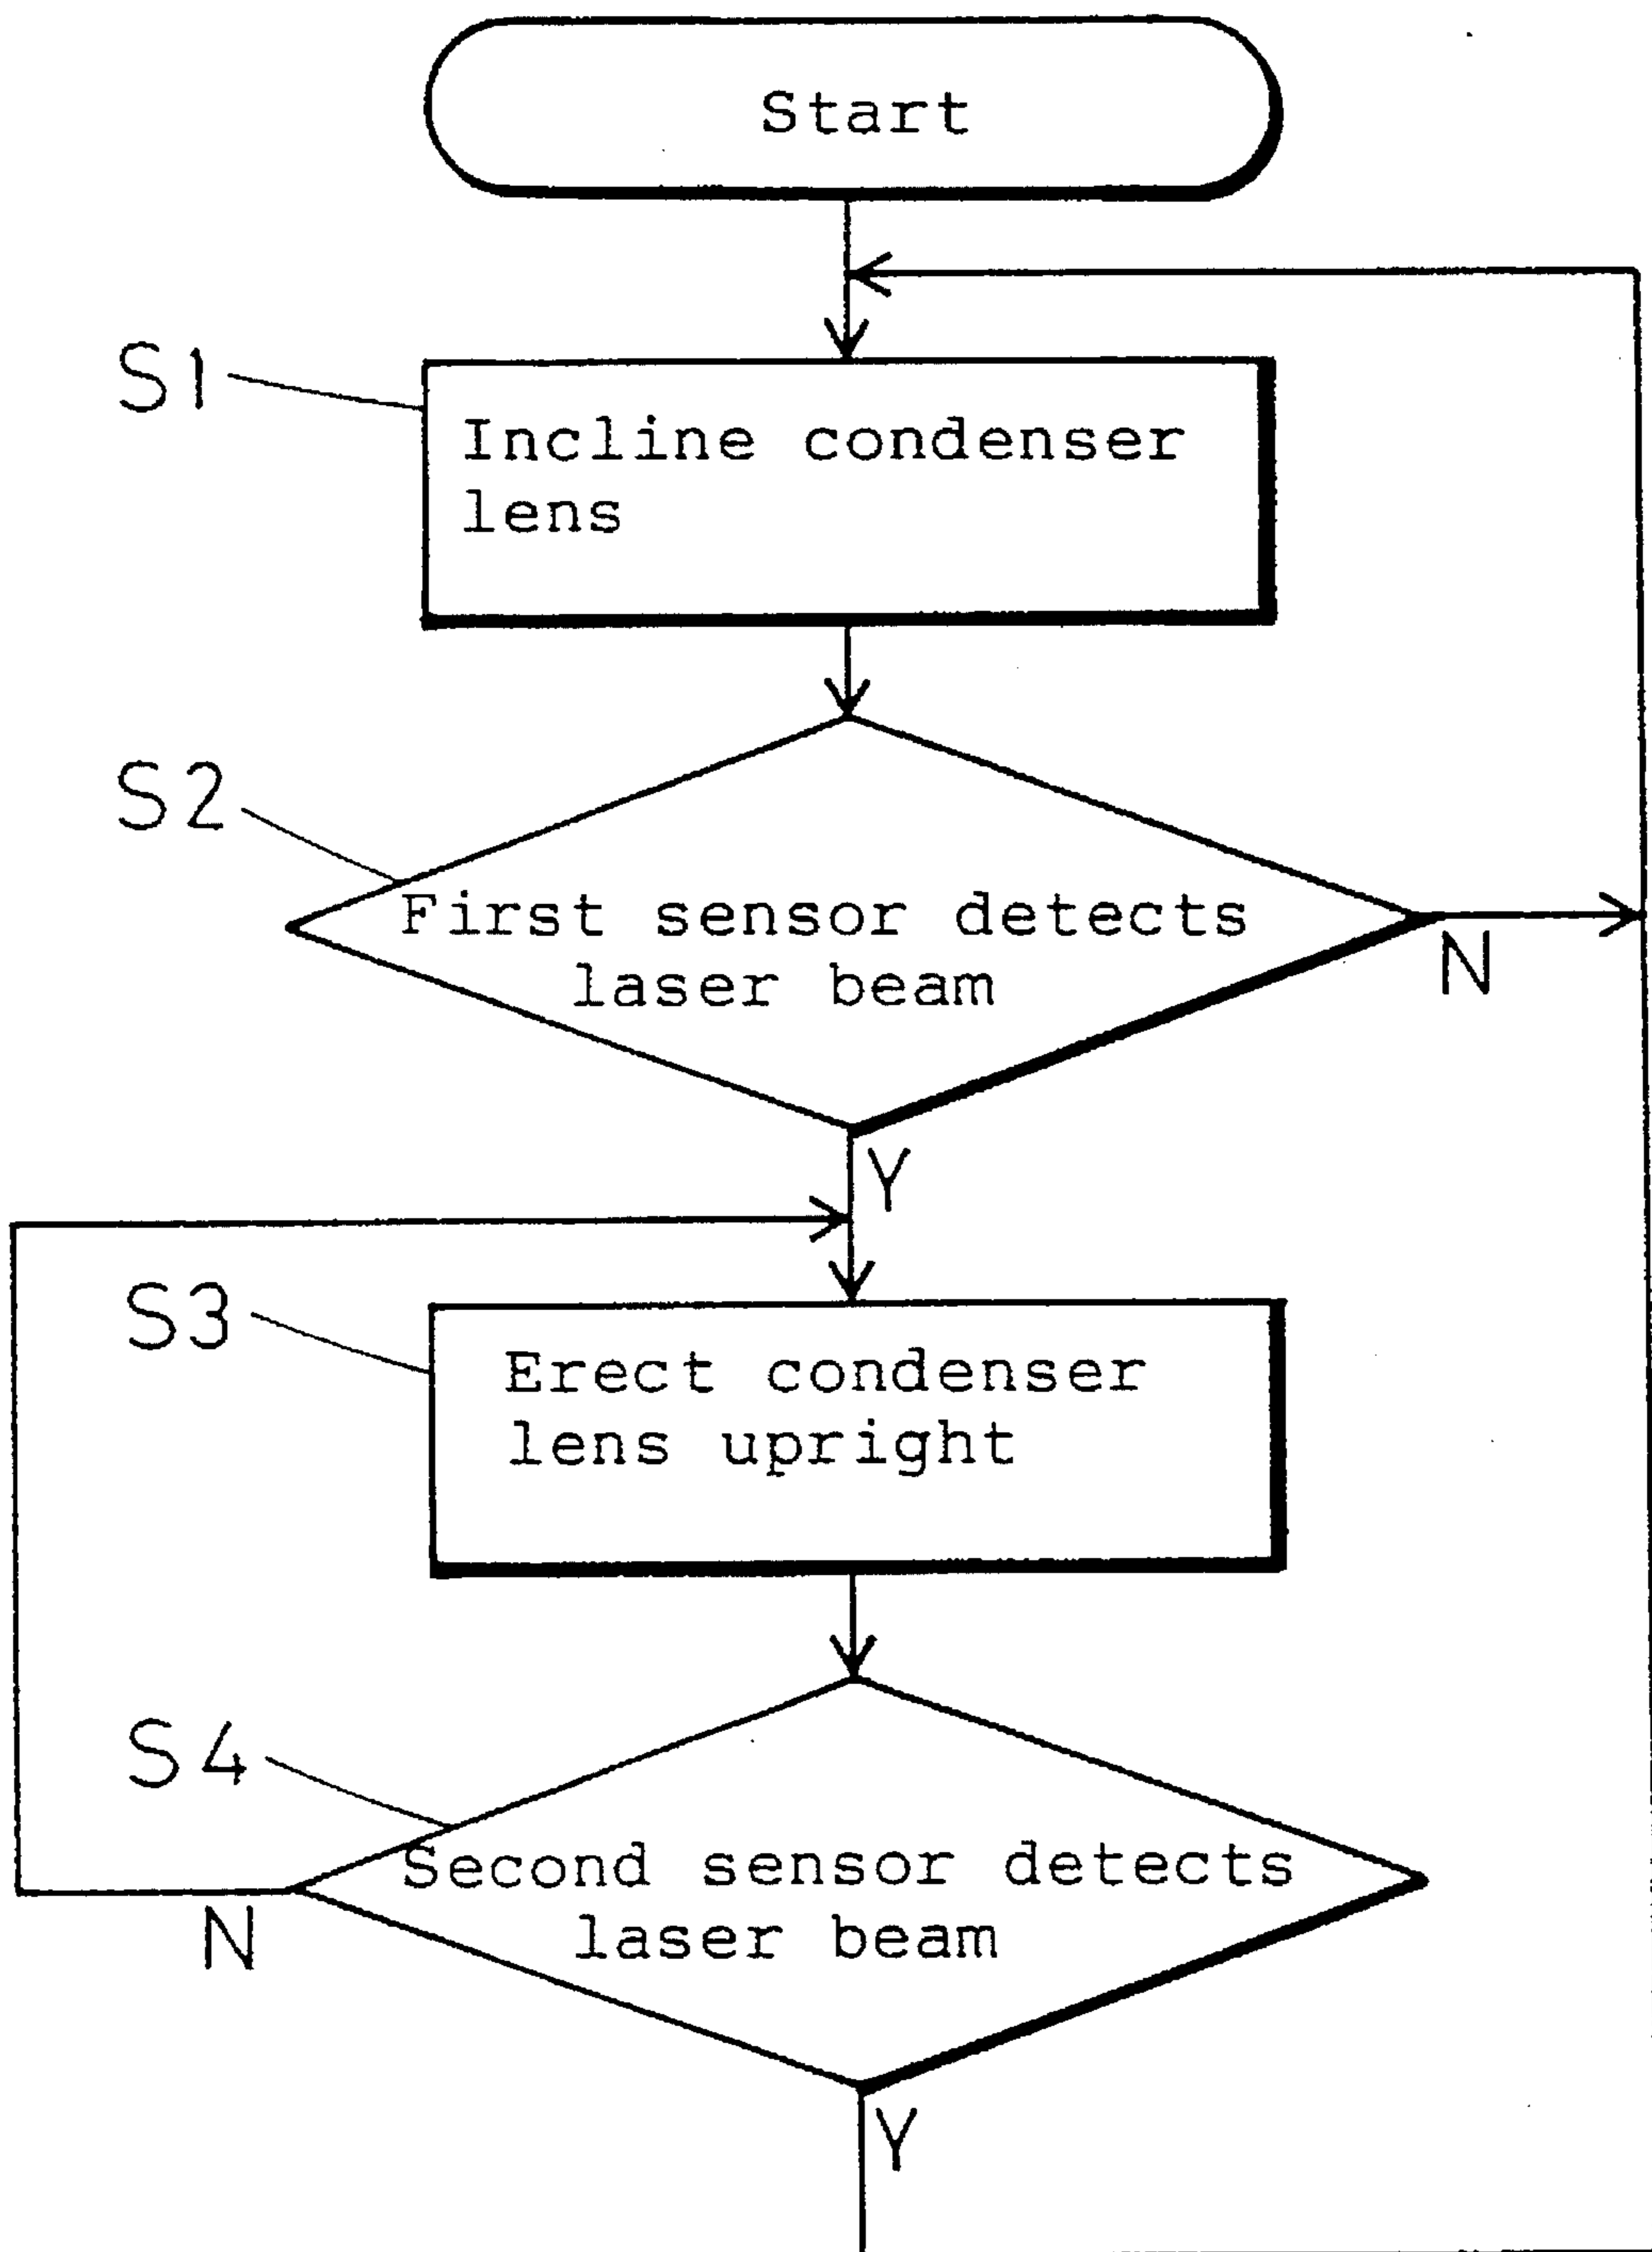 Start
S1
Incline condenser
lens
S2
First sensor detects
laser beam
N
Y
S3
Erect condenser
lens upright
S4
Second sensor detects
laser beam
N
Y